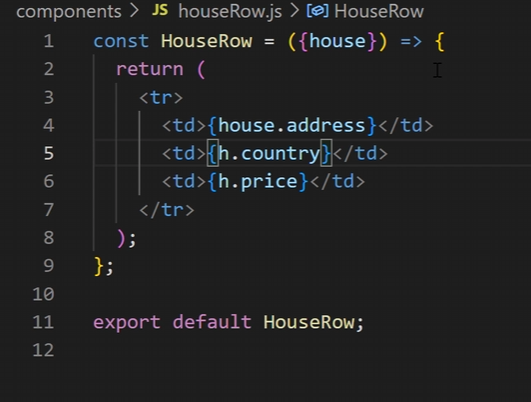 components > JS houseRow.js > HouseRow
1 const HouseRow = ({house}) => {
2   return (
3     <tr>
4       <td>{house.address}</td>
5       <td>{h.country}</td>
6       <td>{h.price}</td>
7     </tr>
8   );
9 };
10
11 export default HouseRow;
12